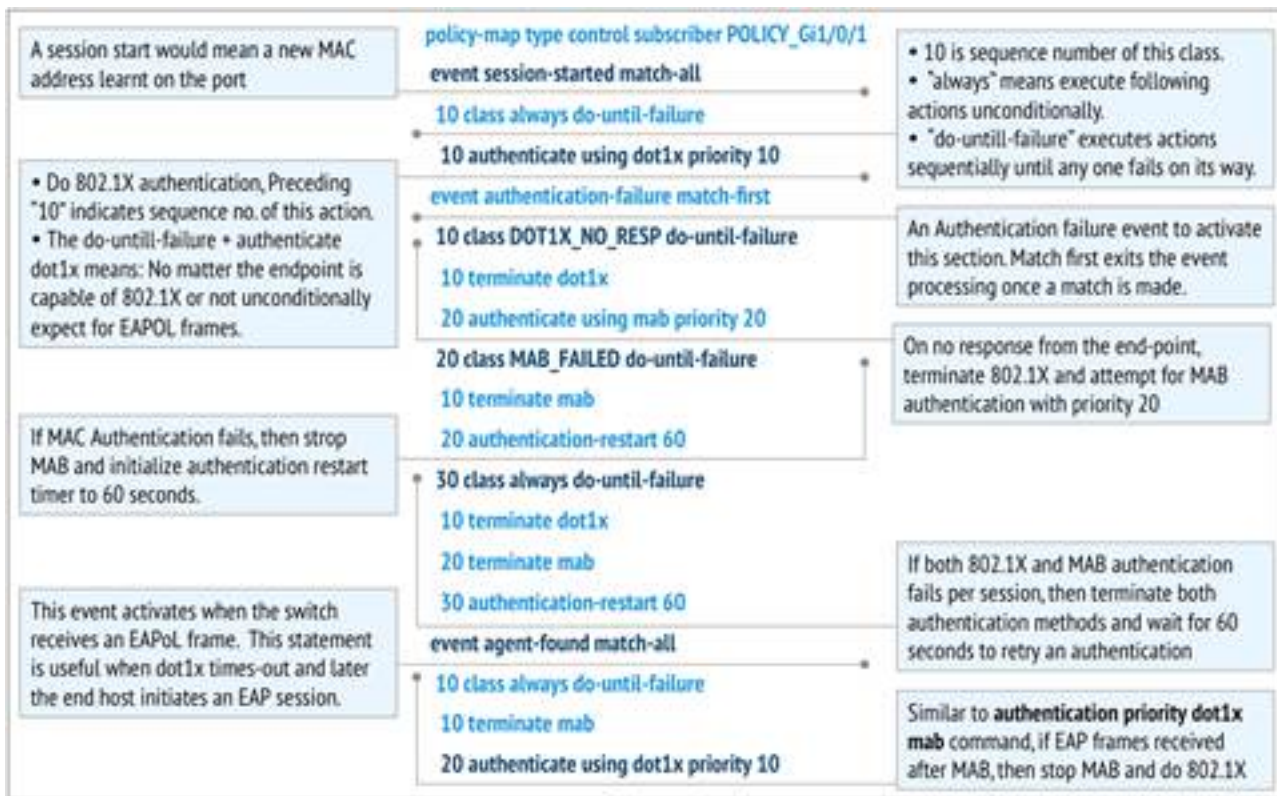 A session start would mean a new MAC
address learnt on the port
• Do 802.1X authentication, Preceding
"10" indicates sequence no. of this action.
• The do-untill-failure + authenticate
dot1x means: No matter the endpoint is
capable of 802.1X or not unconditionally
expect for EAPOL frames.
If MAC Authentication fails, then strop
MAB and initialize authentication restart
timer to 60 seconds.
This event activates when the switch
receives an EAPoL frame. This statement
is useful when dot1x times-out and later
the end host initiates an EAP session.
policy-map type control subscriber POLICY_Gi1/0/1
event session-started match-all
10 class always do-until-failure
10 authenticate using dot1x priority 10
event authentication-failure match-first
10 class DOT1X_NO_RESP do-until-failure
10 terminate dot1x
20 authenticate using mab priority 20
20 class MAB_FAILED do-until-failure
10 terminate mab
20 authentication-restart 60
30 class always do-until-failure
10 terminate dot1x
20 terminate mab
30 authentication-restart 60
event agent-found match-all
10 class always do-until-failure
10 terminate mab
20 authenticate using dot1x priority 10
• 10 is sequence number of this class.
• "always" means execute following
actions unconditionally.
• "do-untill-failure" executes actions
sequentially until any one fails on its way.
An Authentication failure event to activate
this section. Match first exits the event
processing once a match is made.
On no response from the end-point,
terminate 802.1X and attempt for MAB
authentication with priority 20
If both 802.1X and MAB authentication
fails per session, then terminate both
authentication methods and wait for 60
seconds to retry an authentication
Similar to authentication priority dot1x
mab command, if EAP frames received
after MAB, then stop MAB and do 802.1X